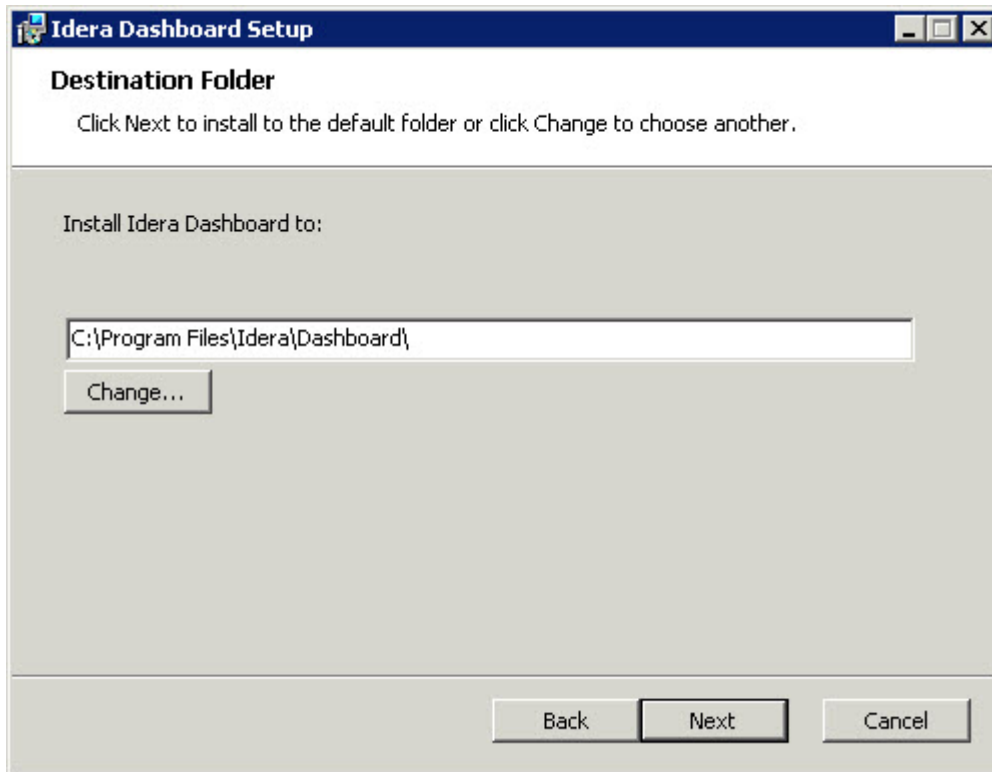 Idera Dashboard Setup
Destination Folder
Click Next to install to the default folder or click Change to choose another.
Install Idera Dashboard to:
C:\Program Files\Idera\Dashboard\
Change...
Back Next Cancel